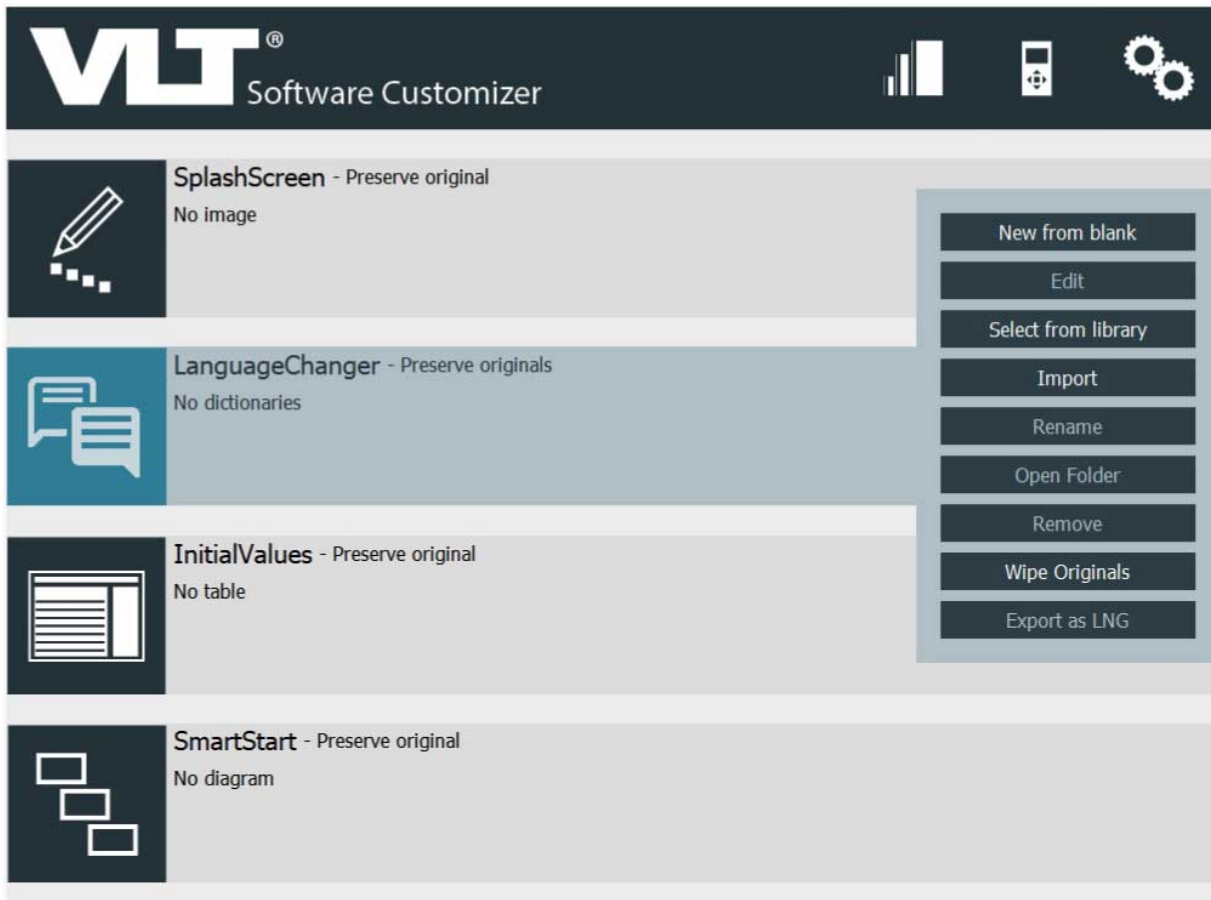 VLT®
Software Customizer
SplashScreen - Preserve original
No image
LanguageChanger - Preserve originals
No dictionaries
InitialValues - Preserve original
No table
SmartStart - Preserve original
No diagram
New from blank
Edit
Select from library
Import
Rename
Open Folder
Remove
Wipe Originals
Export as LNG